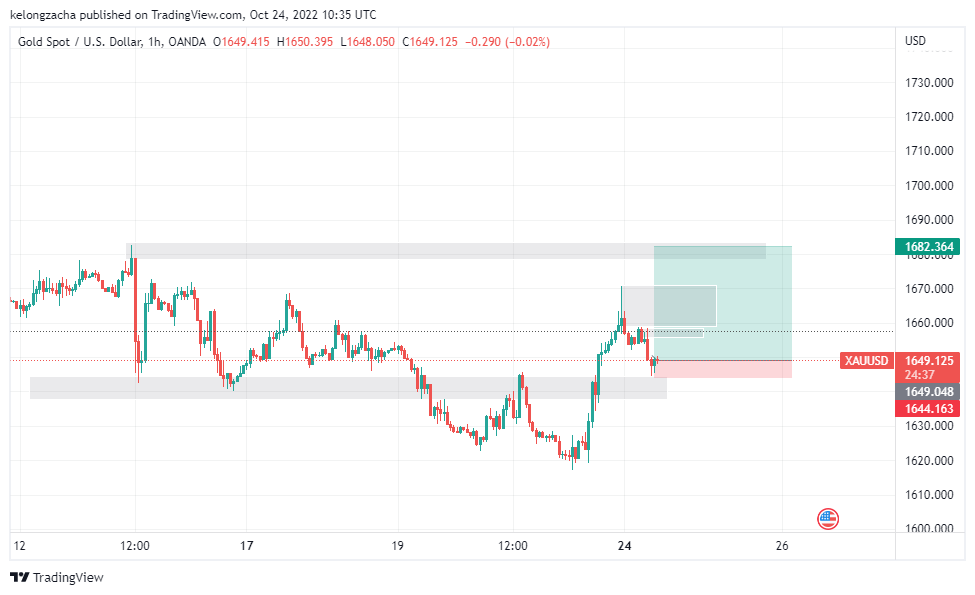 kelongzacha published on TradingView.com, Oct 24, 2022 10:35 UTC
Gold Spot / U.S. Dollar, 1h, OANDA O1649.415 H1650.395 L1648.050 C1649.125 −0.290 (−0.02%)
USD
1730.000
1720.000
1710.000
1700.000
1690.000
1682.364
1680.000
1670.000
1660.000
XAUUSD 1649.125
24:37
1649.048
1644.163
1630.000
1620.000
1610.000
1600.000
12 12:00 17 19 12:00 24 26
TradingView